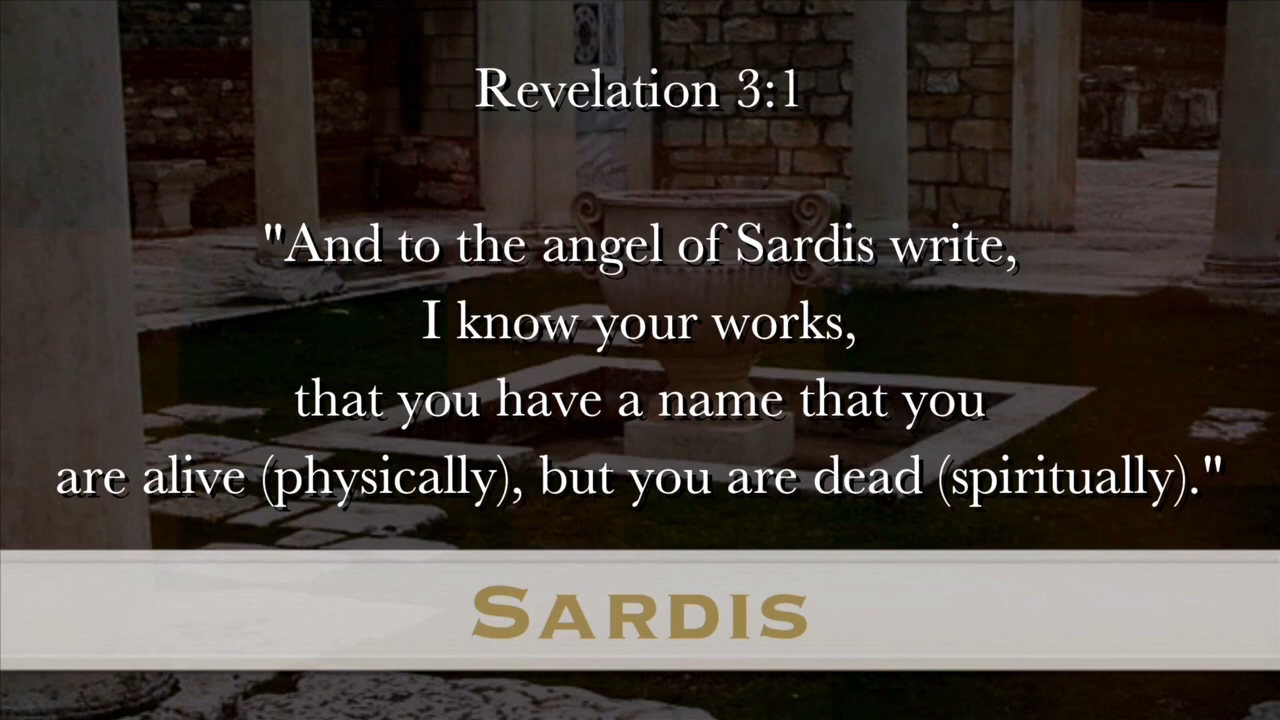 Revelation 3:1
"And to the angel of Sardis write,
I know your works,
that you have a name that you
are alive (physically), but you are dead (spiritually)."
SARDIS